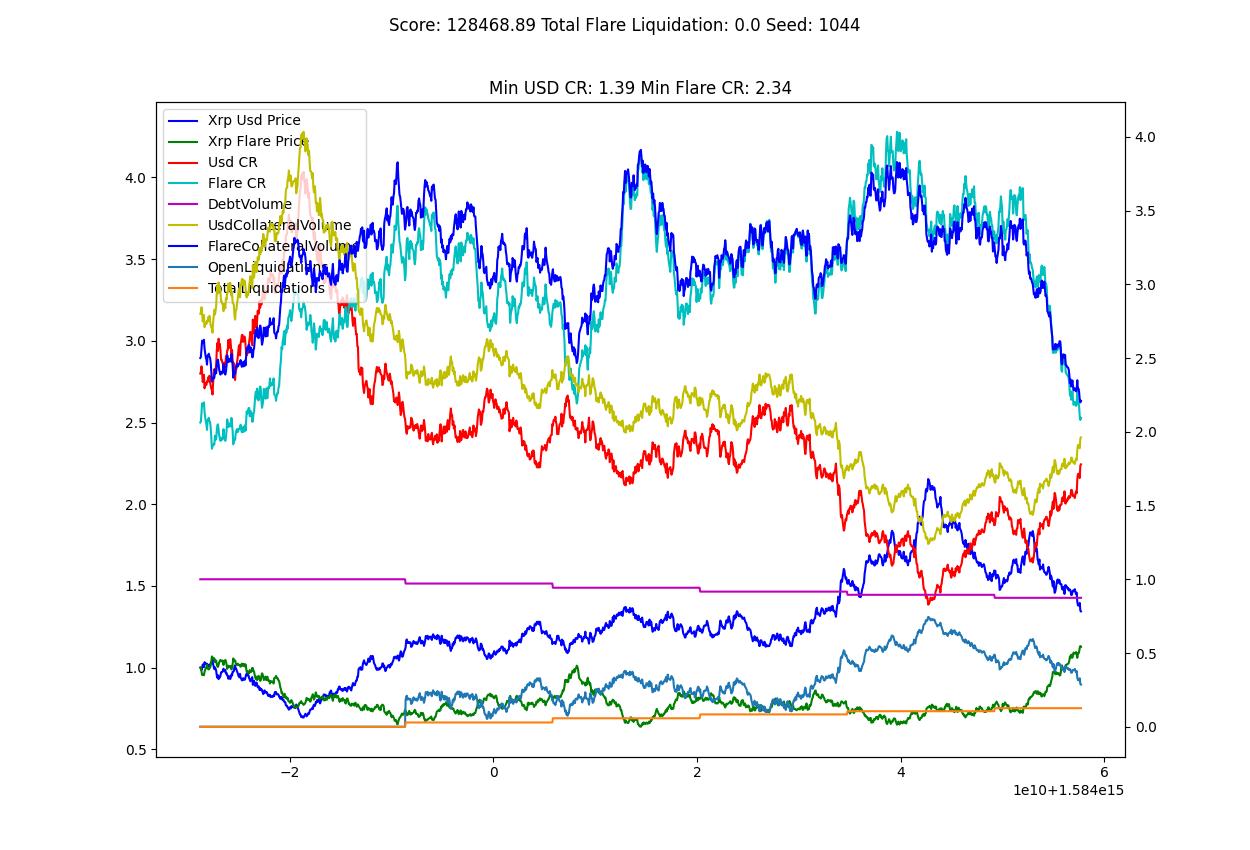 Score: 128468.89 Total Flare Liquidation: 0.0 Seed: 1044
Min USD CR: 1.39 Min Flare CR: 2.34
Xrp Usd Price
Xrp Flare Price
Usd CR
Flare CR
DebtVolume
UsdCollateralVolume
FlareCollateralVolume
OpenLiquidations
TotalLiquidations
4.0
3.5
3.0
2.5
2.0
1.5
1.0
0.5
4.0
3.5
3.0
2.5
2.0
1.5
1.0
0.5
0.0
−2 0 2 4 6
1e10+1.584e15